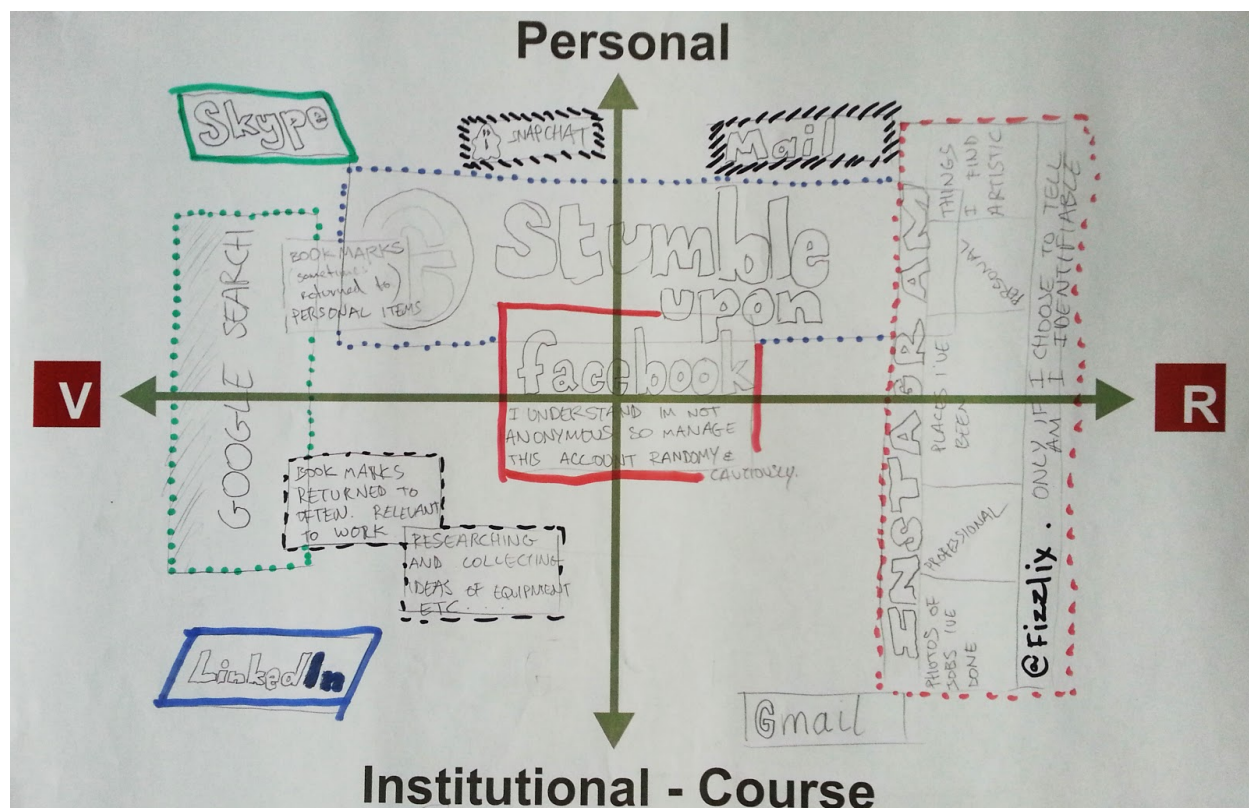 Personal
Skype
SNAPCHAT
Mail
Stumble
upon
BOOKMARKS
sometimes
returned to
PERSONAL ITEMS
GOOGLE SEARCH
facebook
I UNDERSTAND IM NOT
ANONYMOUS SO MANAGE
THIS ACCOUNT RANDOMY &
CAUTIOUSLY.
V
R
BOOK MARKS
RETURNED TO
OFTEN. RELEVANT
TO WORK
RESEARCHING
AND COLLECTING
IDEAS OF EQUIPMENT
ETC....
LinkedIn
INSTAGRAM
THINGS
I FIND
ARTISTIC
PERSONAL
PLACES I'VE
BEEN
PROFESSIONAL
PHOTOS OF
JOBS IVE
DONE
@Fizzlix. ONLY IF I CHOOSE TO TELL
AM I IDENTIFIABLE
Gmail
Institutional - Course